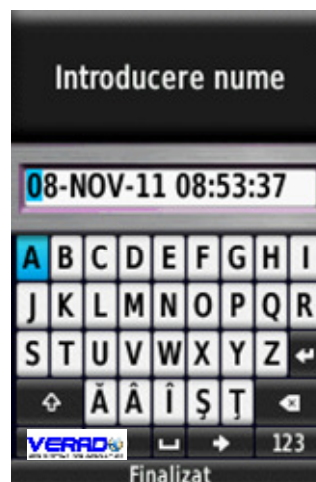 Introducere nume
08-NOV-11 08:53:37
A B C D E F G H I
J K L M N O P Q R
S T U V W X Y Z
Ă Â Î Ş Ţ
VERADO 123
Finalizat